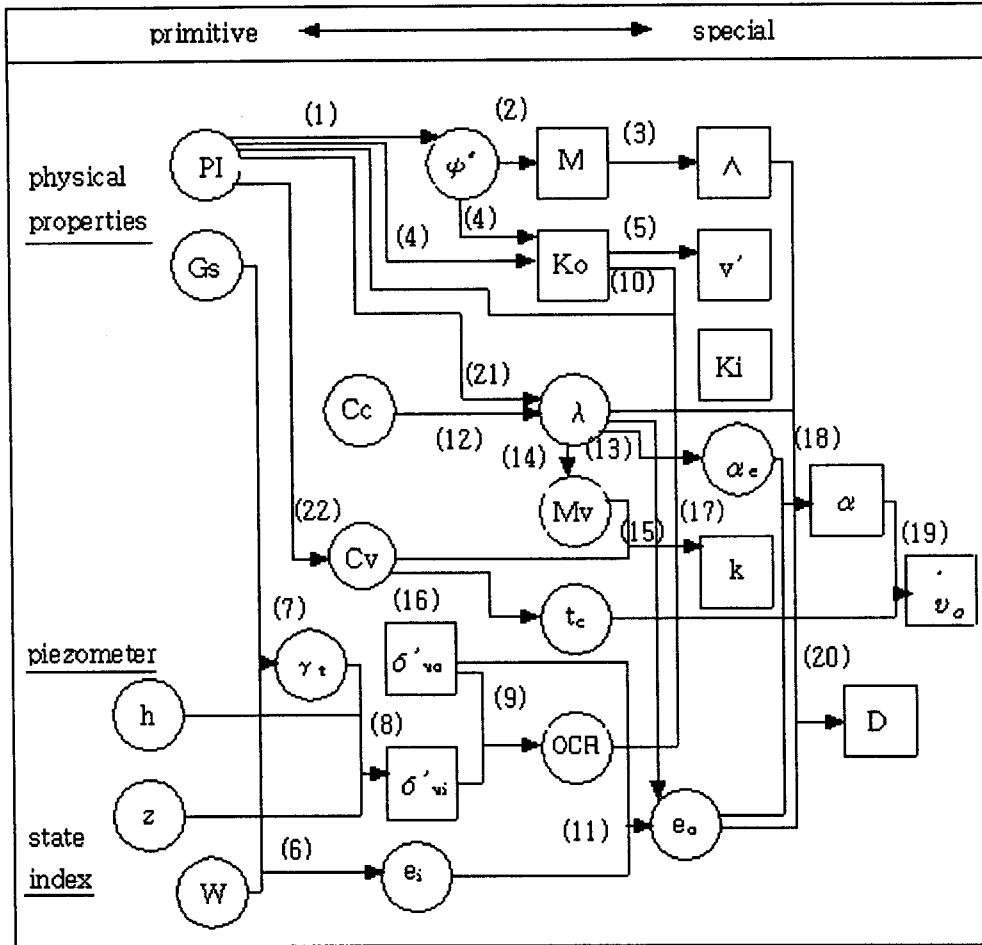 primitive special
(1) (2) (3)
PI ψ' M Λ
physical
properties
(4) (4) (5)
Gs Ko ν'
(10)
Ki
(21)
Cc λ
(12) (14) (13) αe (18)
Mv α
(22) (15) (17) (19)
Cv k
(16)
(7) tc υ̇o
piezometer γt σ'vo (20)
h (8) (9) D
OCR
σ'vi
z
state (11) eo
index (6) ei
W